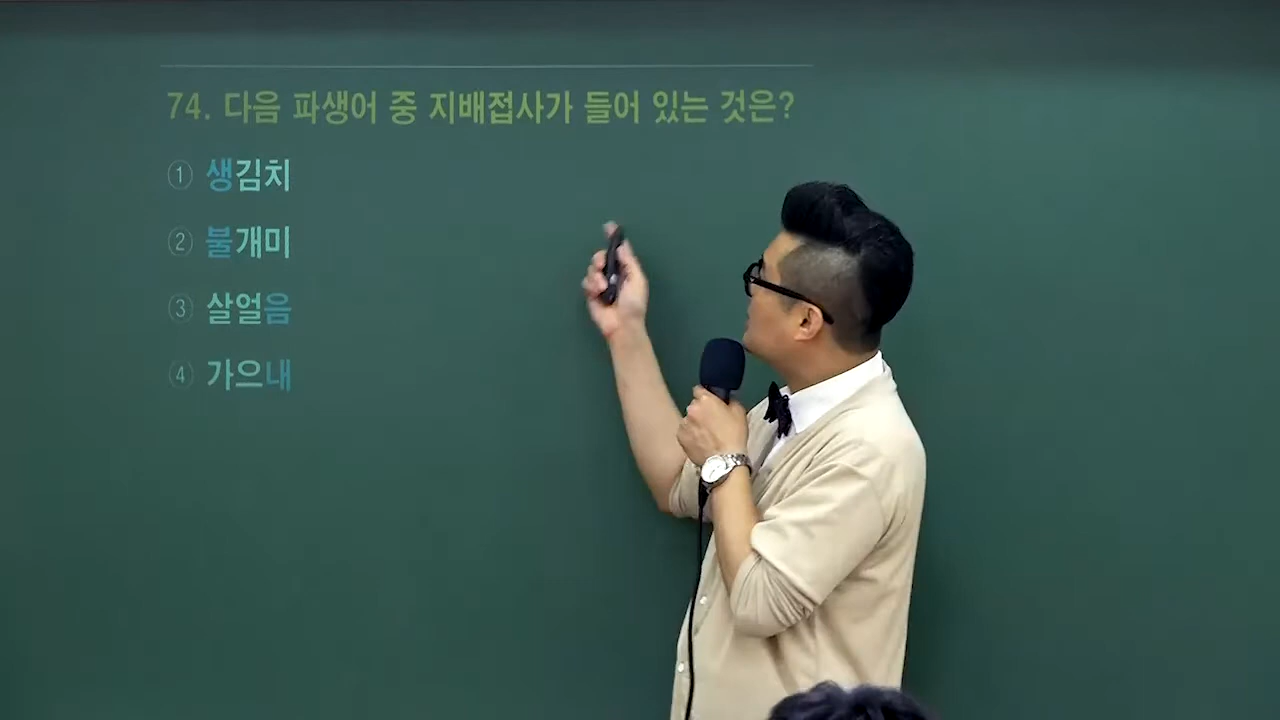 74. 다음 파생어 중 지배접사가 들어 있는 것은?
① 생김치
② 불개미
③ 살얼음
④ 가으내